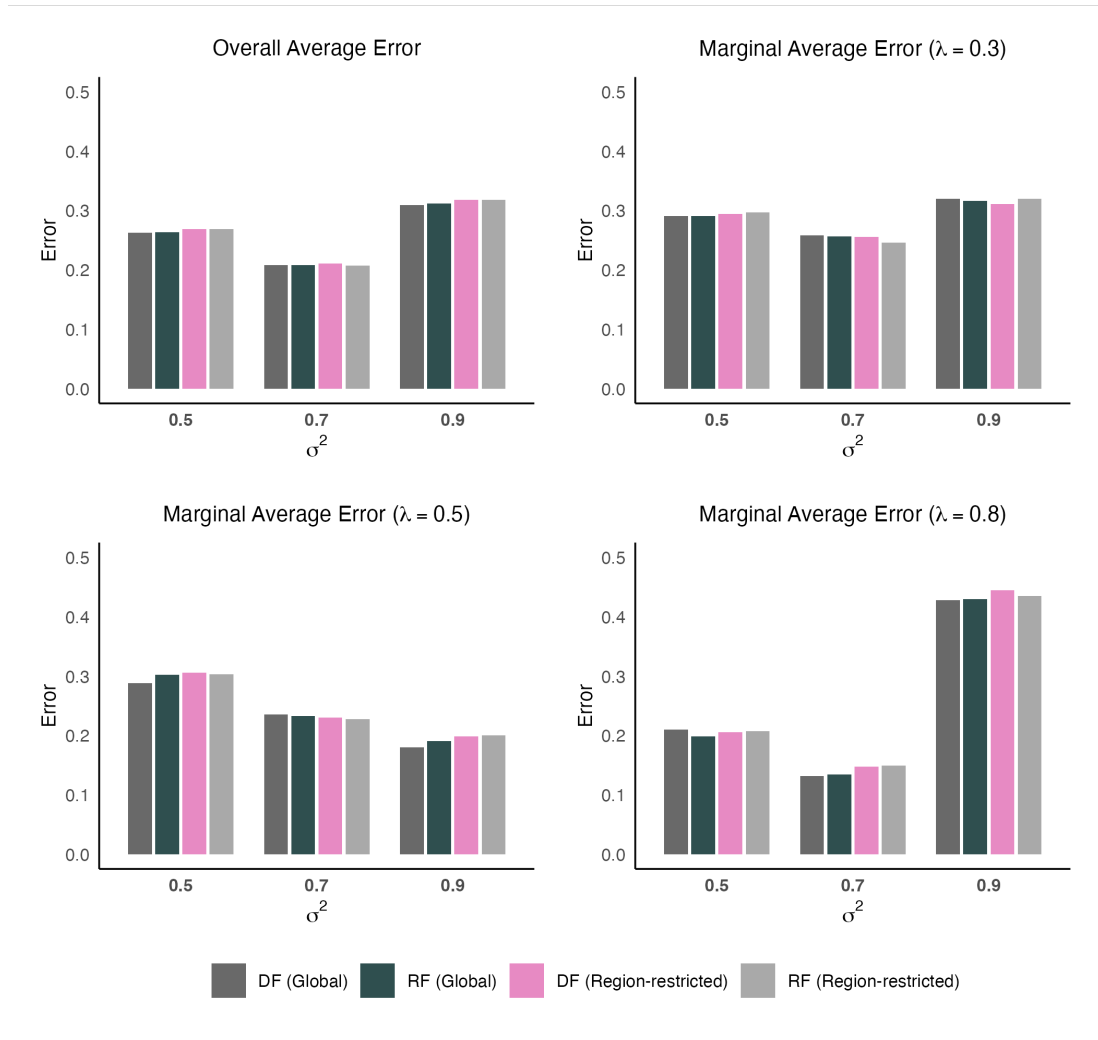 Overall Average Error
0.5
0.4
0.3
0.2
0.1
0.0
Error
0.5 0.7 0.9
σ²
Marginal Average Error (λ = 0.3)
0.5
0.4
0.3
0.2
0.1
0.0
Error
0.5 0.7 0.9
σ²
Marginal Average Error (λ = 0.5)
0.5
0.4
0.3
0.2
0.1
0.0
Error
0.5 0.7 0.9
σ²
Marginal Average Error (λ = 0.8)
0.5
0.4
0.3
0.2
0.1
0.0
Error
0.5 0.7 0.9
σ²
DF (Global) RF (Global) DF (Region-restricted) RF (Region-restricted)